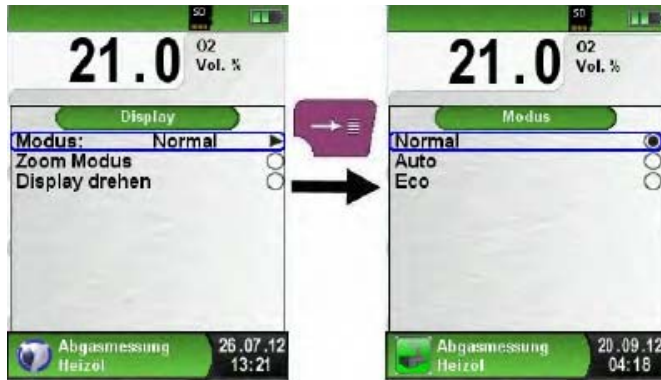 SD
21.0 O2
Vol. %
Display
Modus: Normal
Zoom Modus
Display drehen
Abgasmessung 26.07.12
Heizöl 13:21
SD
21.0 O2
Vol. %
Modus
Normal
Auto
Eco
Abgasmessung 20.09.12
Heizöl 04:18